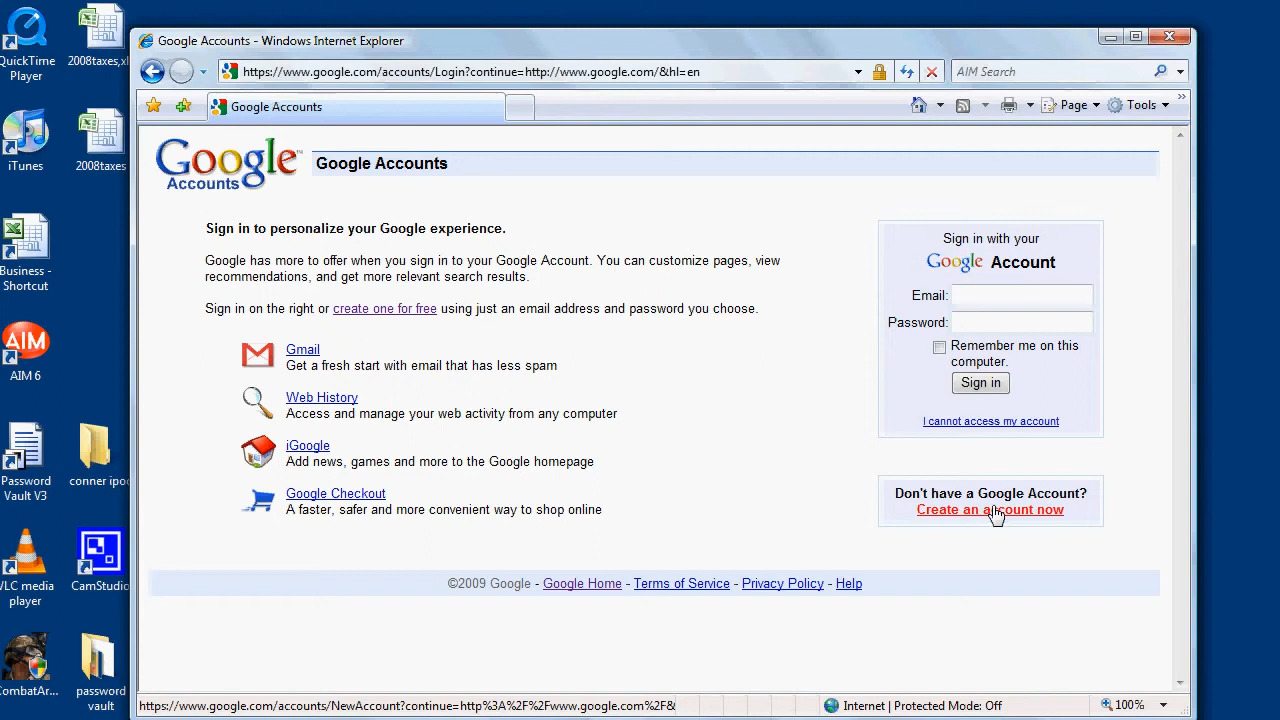 QuickTime
Player
2008taxes,xl
iTunes
2008taxes
Business -
Shortcut
AIM
AIM 6
Password
Vault V3
conner ipo
VLC media
player
CamStudio
CombatAr...
password
vault
Google Accounts - Windows Internet Explorer
https://www.google.com/accounts/Login?continue=http://www.google.com/&hl=en
AIM Search
Google Accounts
Page
Tools
Google
Accounts
Google Accounts
Sign in to personalize your Google experience.
Google has more to offer when you sign in to your Google Account. You can customize pages, view
recommendations, and get more relevant search results.
Sign in on the right or create one for free using just an email address and password you choose.
Gmail
Get a fresh start with email that has less spam
Web History
Access and manage your web activity from any computer
iGoogle
Add news, games and more to the Google homepage
Google Checkout
A faster, safer and more convenient way to shop online
Sign in with your
Google Account
Email:
Password:
Remember me on this
computer.
Sign in
I cannot access my account
Don't have a Google Account?
Create an account now
©2009 Google - Google Home - Terms of Service - Privacy Policy - Help
https://www.google.com/accounts/NewAccount?continue=http%3A%2F%2Fwww.google.com%2F&
Internet | Protected Mode: Off
100%